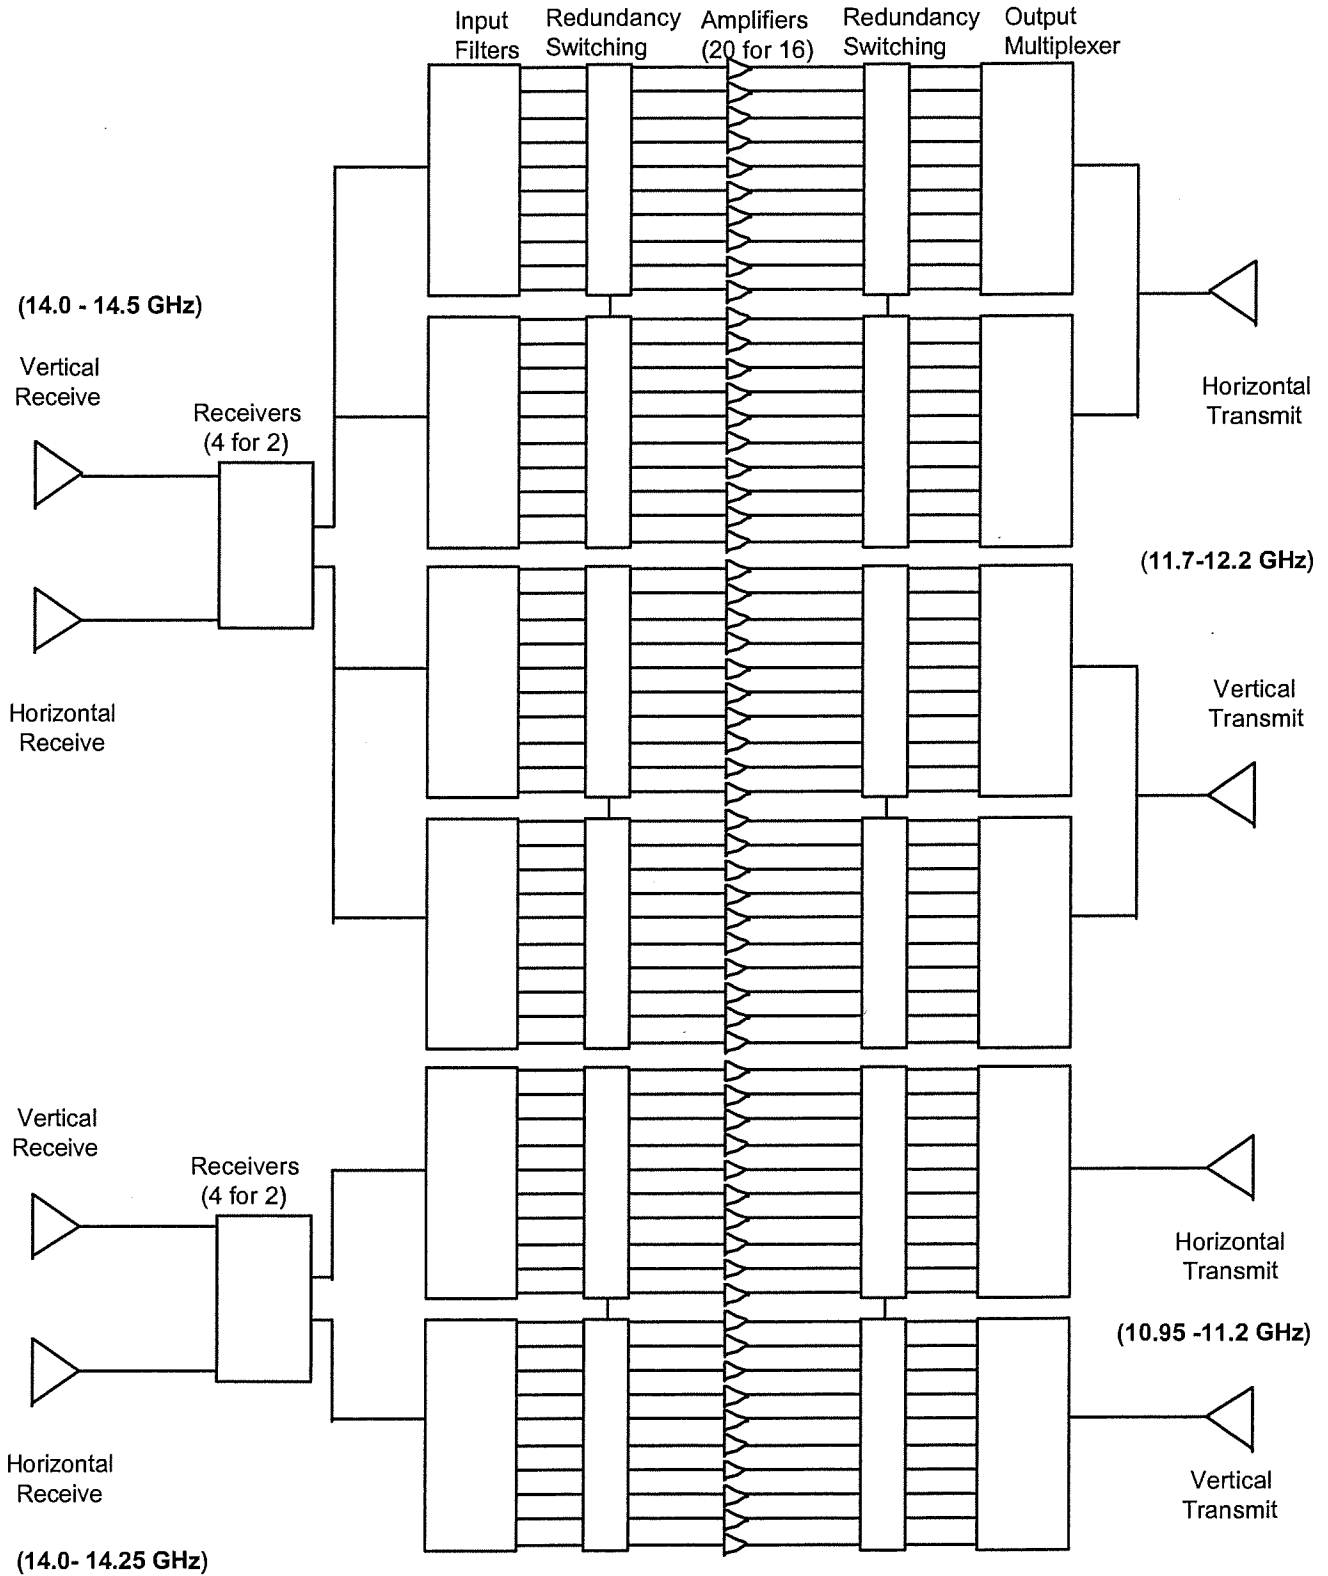 Input
Filters
Redundancy
Switching
Amplifiers
(20 for 16)
Redundancy
Switching
Output
Multiplexer
(14.0 - 14.5 GHz)
Vertical
Receive
Receivers
(4 for 2)
Horizontal
Receive
Horizontal
Transmit
(11.7-12.2 GHz)
Vertical
Transmit
Vertical
Receive
Receivers
(4 for 2)
Horizontal
Receive
(14.0- 14.25 GHz)
Horizontal
Transmit
(10.95 -11.2 GHz)
Vertical
Transmit